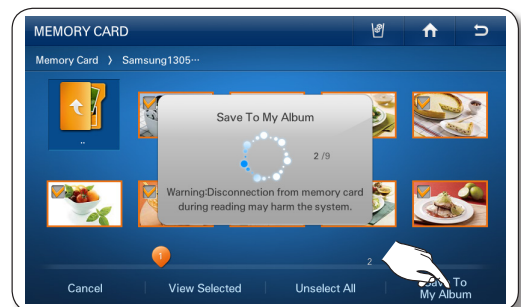 MEMORY CARD
Memory Card 〉 Samsung1305···
..
Save To My Album
2 /9
Warning:Disconnection from memory card
during reading may harm the system.
1
2
Cancel
View Selected
Unselect All
Save To
My Album